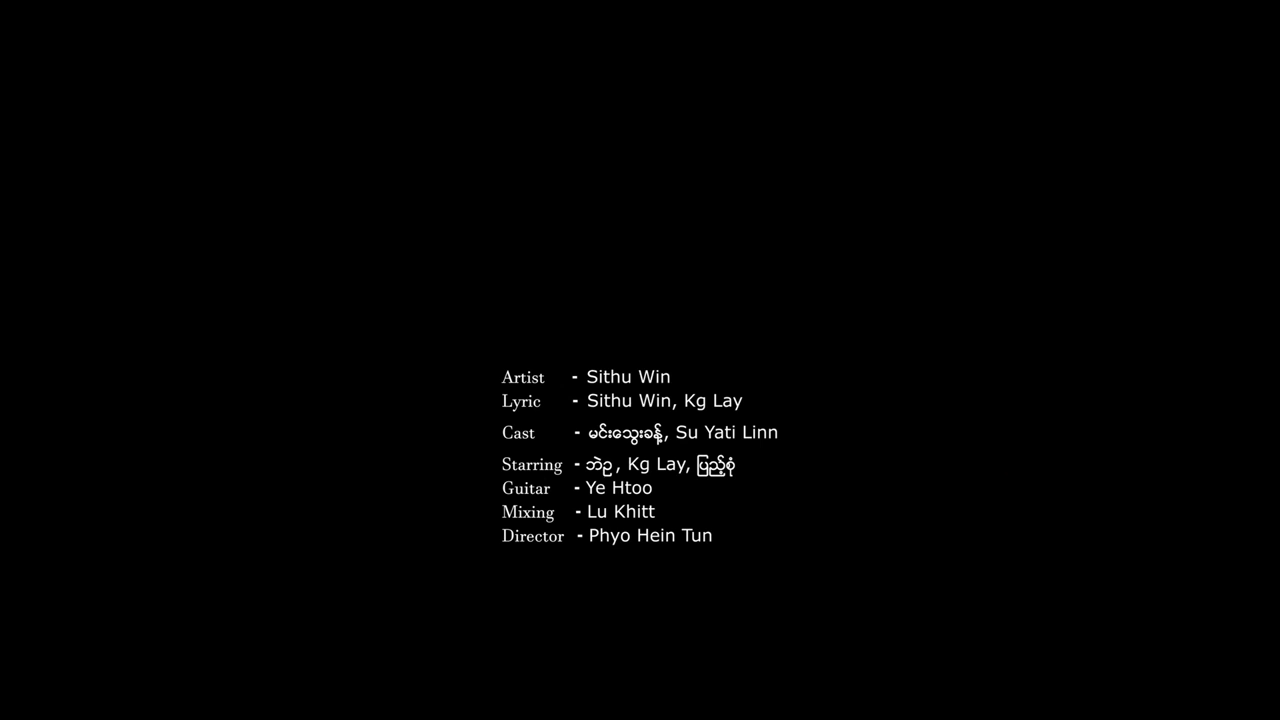 Artist - Sithu Win
Lyric - Sithu Win, Kg Lay
Cast - မင်းသွေးခန့်, Su Yati Linn
Starring - ဘဲဥ, Kg Lay, ပြည့်စုံ
Guitar - Ye Htoo
Mixing - Lu Khitt
Director - Phyo Hein Tun